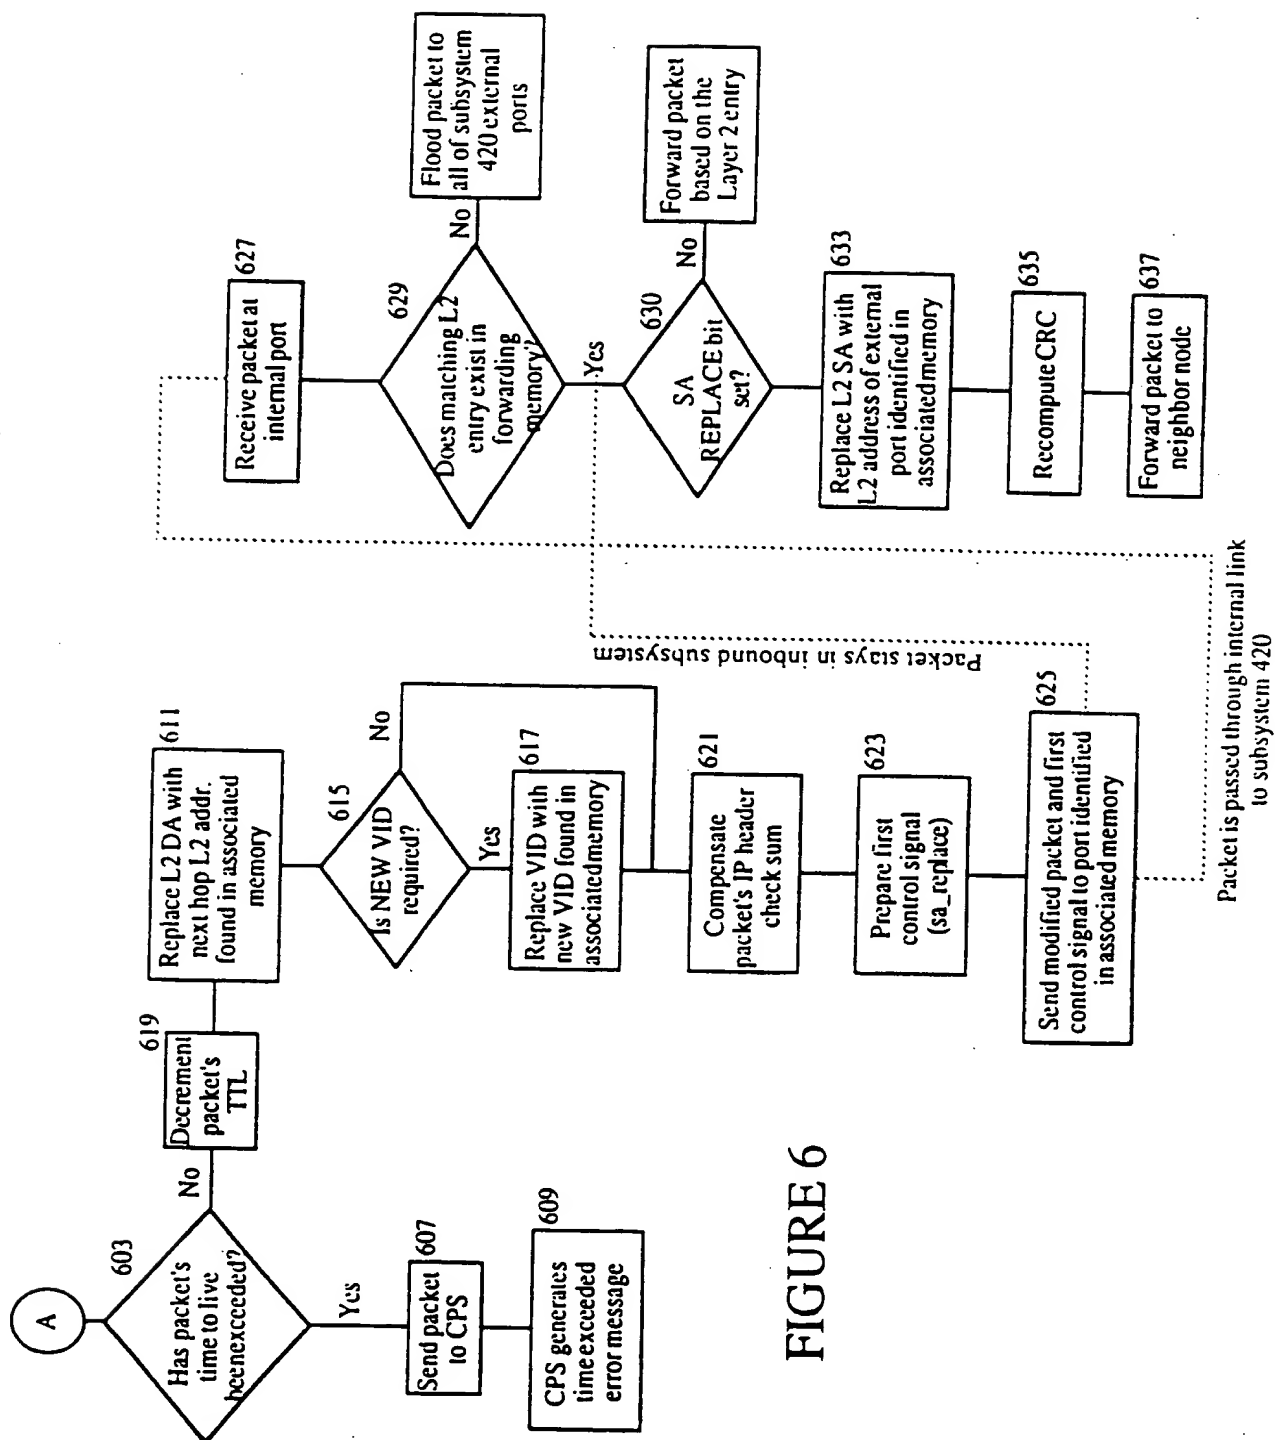 A
603
Has packet's
time to live
beenexceeded?
No
Yes
607
Send packet
to CPS
609
CPS generates
time exceeded
error message
619
Decrement
packet's
TTL
611
Replace L2 DA with
next hop L2 addr.
found in associated
memory
615
Is NEW VID
required?
No
Yes
617
Replace VID with
new VID found in
associatedmemory
621
Compensate
packet's IP header
check sum
623
Prepare first
control signal
(sa_replace)
625
Send modified packet and first
control signal to port identified
in associated memory
Packet stays in inbound subsystem
Packet is passed through internal link
to subsystem 420
627
Receive packet at
internal port
629
Does matching L2
entry exist in
forwarding
memory?
No
Flood packet to
all of subsystem
420 external
ports
Yes
630
SA
REPLACE bit
set?
No
Forward packet
based on the
Layer 2 entry
633
Replace L2 SA with
L2 address of external
port identified in
associatedmemory
635
Recompute CRC
637
Forward packet to
neighbor node
FIGURE 6